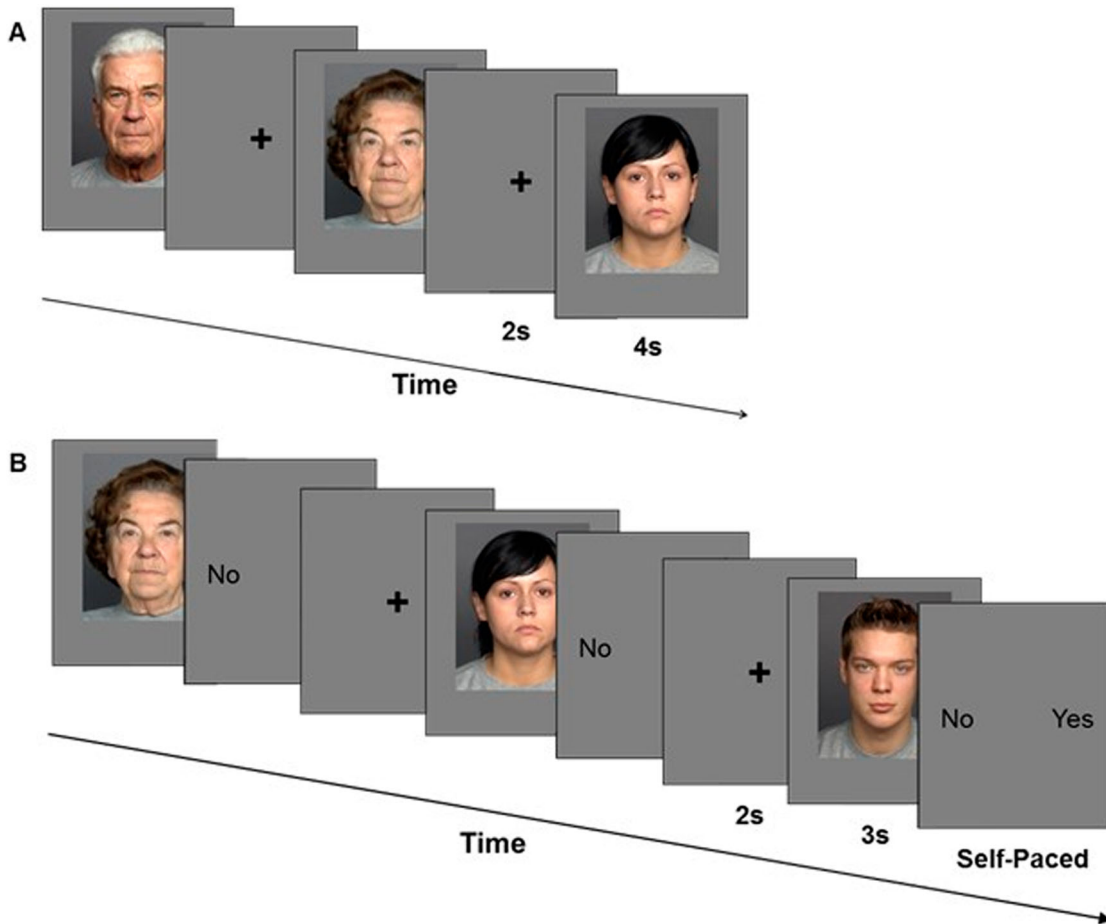 A
+
+
2s
4s
Time
B
No
+
No
+
No Yes
2s
3s
Time
Self-Paced